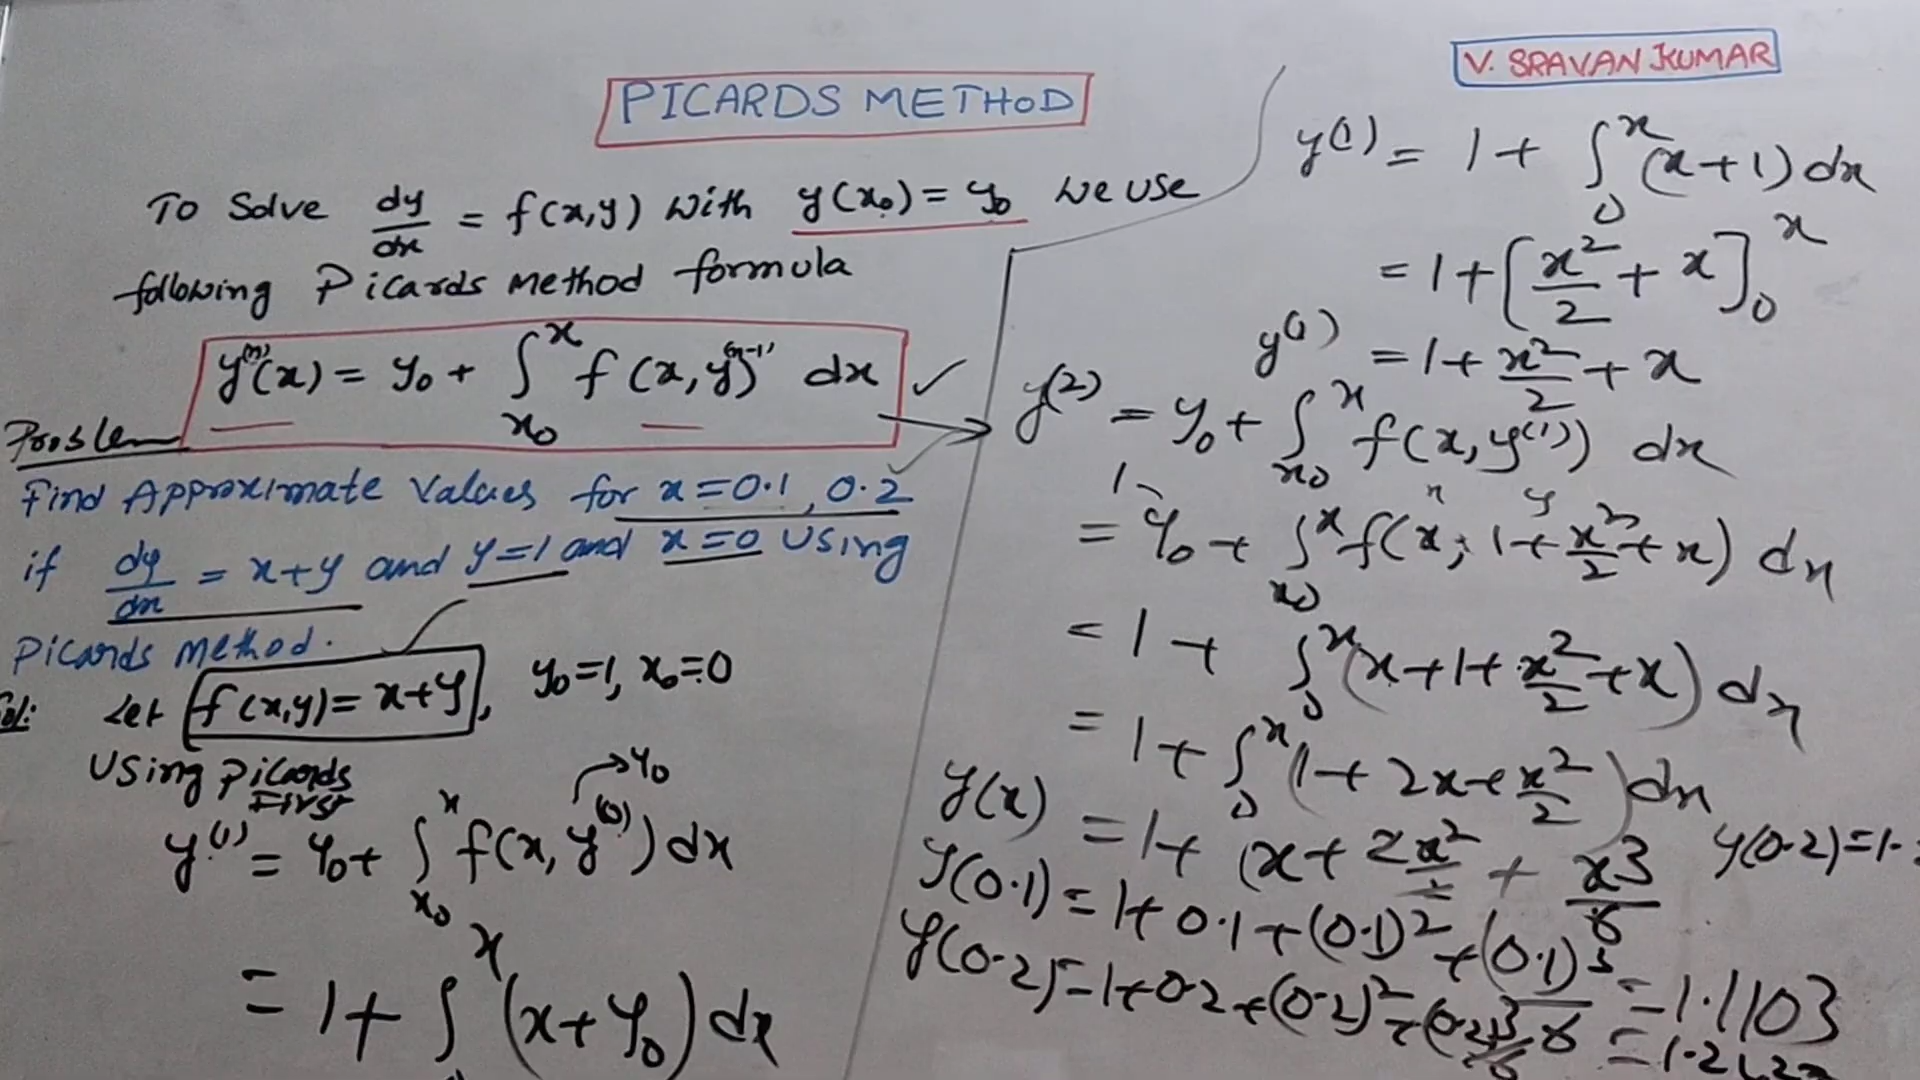 PICARDS METHOD
To Solve dy/dx = f(x,y) with y(x₀) = y₀ we use
following Picards method formula
y⁽ⁿ⁾(x) = y₀ + ∫ₓ₀ˣ f(x, y⁽ⁿ⁻¹⁾) dx ✓
Problem
Find Approximate Values for x=0.1, 0.2
if dy/dx = x+y and y=1 and x=0 using
Picards method.
Sol: Let f(x,y) = x+y, y₀=1, x₀=0
Using picards
First
→y₀
y⁽¹⁾ = y₀ + ∫ₓ₀ˣ f(x, y⁽⁰⁾) dx
= 1 + ∫ˣ (x + y₀) dx
V. SRAVAN KUMAR
y⁽¹⁾ = 1 + ∫₀ˣ (x+1) dx
= 1 + [x²/2 + x]₀ˣ
y⁽¹⁾ = 1 + x²/2 + x
y⁽²⁾ = y₀ + ∫ₓ₀ˣ f(x, y⁽¹⁾) dx
= y₀ + ∫ₓ₀ˣ f(x, 1 + x²/2 + x) dx
= 1 + ∫₀ˣ (x + 1 + x²/2 + x) dx
= 1 + ∫₀ˣ (1 + 2x + x²/2) dx
y(x) = 1 + (x + 2x²/2 + x³/6
y(0.1) = 1 + 0.1 + (0.1)² + (0.1)³/6 = 1.1103
y(0.2) = 1 + 0.2 + (0.2)² + (0.2)³/6
y(0.2) = 1.